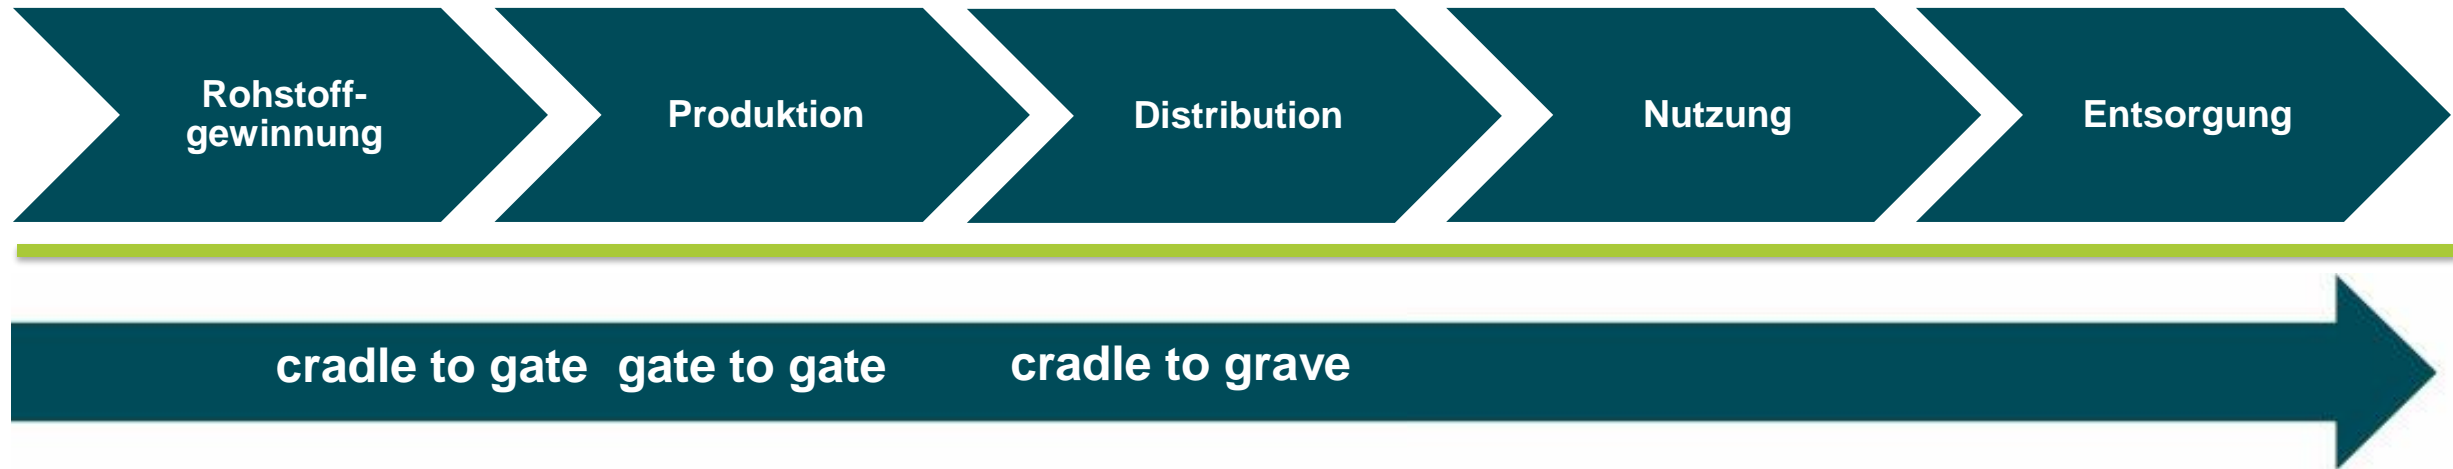 Rohstoff-
gewinnung
Produktion
Distribution
Nutzung
Entsorgung
cradle to gate
gate to gate
cradle to grave